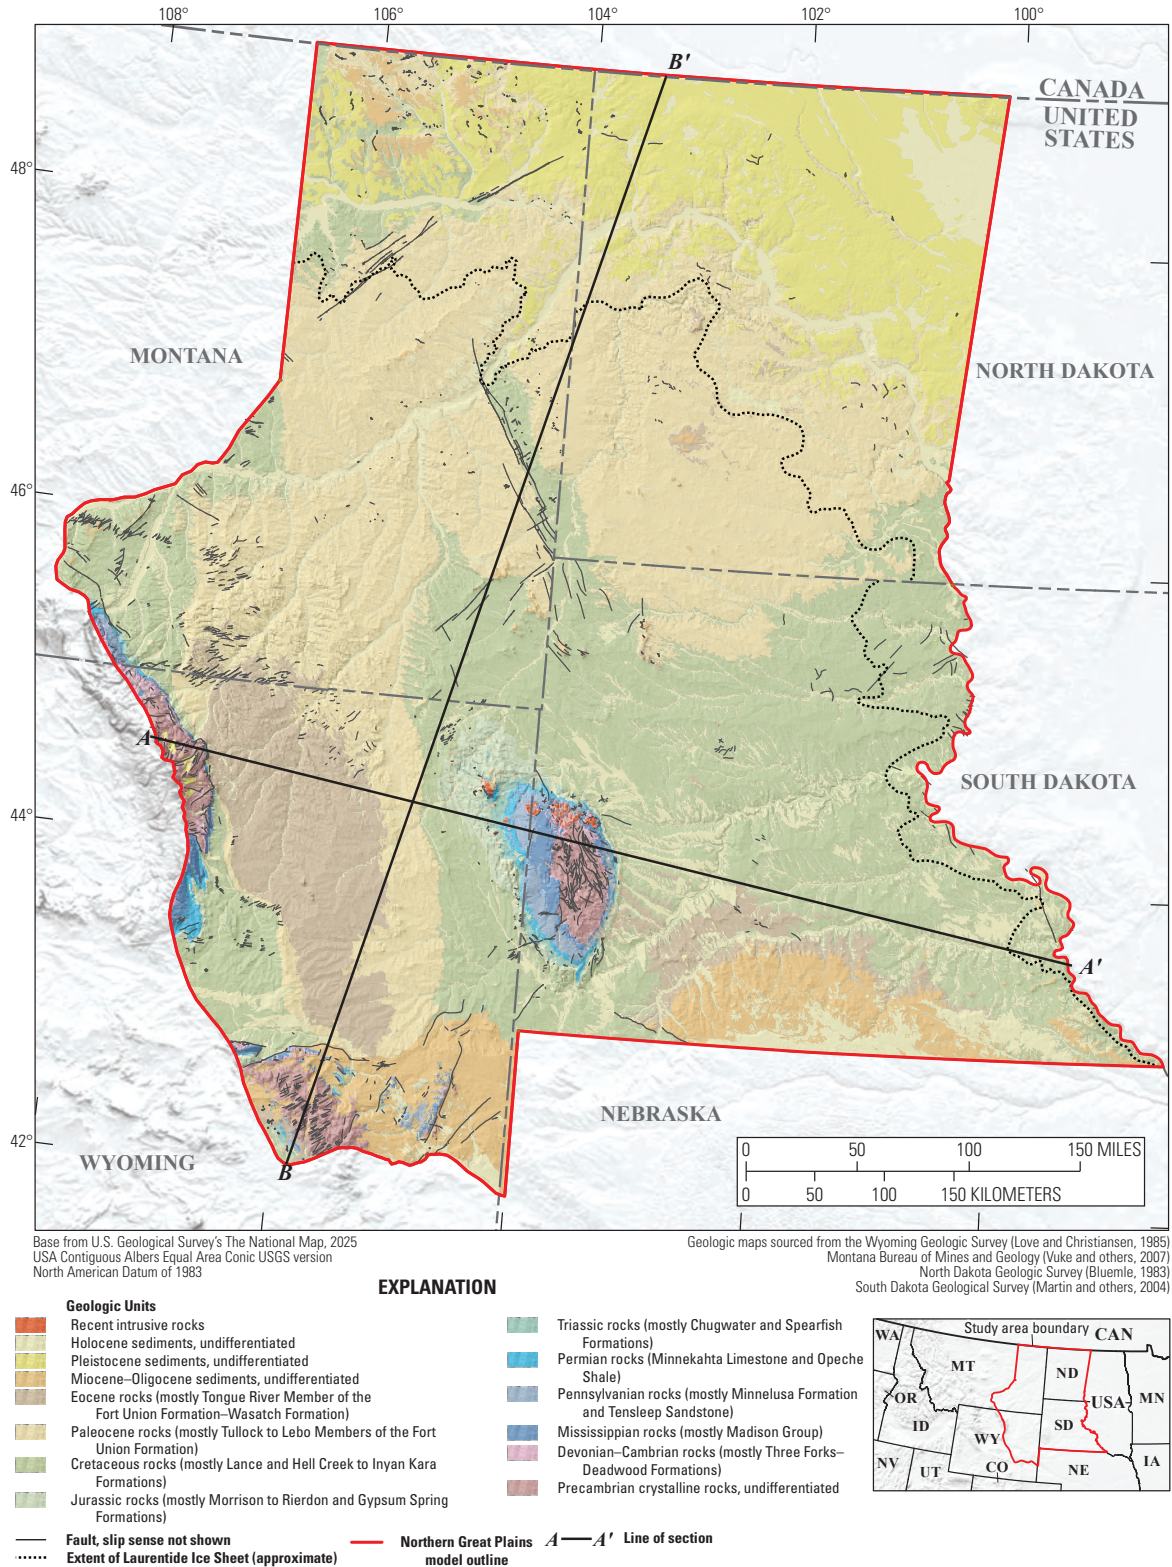 108°
106°
104°
102°
100°
B′
CANADA
UNITED
STATES
48°
MONTANA
NORTH DAKOTA
46°
A
SOUTH DAKOTA
44°
A′
NEBRASKA
42°
WYOMING
B
0 50 100 150 MILES
0 50 100 150 KILOMETERS
Base from U.S. Geological Survey's The National Map, 2025
USA Contiguous Albers Equal Area Conic USGS version
North American Datum of 1983
Geologic maps sourced from the Wyoming Geologic Survey (Love and Christiansen, 1985)
Montana Bureau of Mines and Geology (Vuke and others, 2007)
North Dakota Geologic Survey (Bluemle, 1983)
South Dakota Geological Survey (Martin and others, 2004)
EXPLANATION
Geologic Units
Recent intrusive rocks
Holocene sediments, undifferentiated
Pleistocene sediments, undifferentiated
Miocene–Oligocene sediments, undifferentiated
Eocene rocks (mostly Tongue River Member of the
Fort Union Formation–Wasatch Formation)
Paleocene rocks (mostly Tullock to Lebo Members of the Fort
Union Formation)
Cretaceous rocks (mostly Lance and Hell Creek to Inyan Kara
Formations)
Jurassic rocks (mostly Morrison to Rierdon and Gypsum Spring
Formations)
Triassic rocks (mostly Chugwater and Spearfish
Formations)
Permian rocks (Minnekahta Limestone and Opeche
Shale)
Pennsylvanian rocks (mostly Minnelusa Formation
and Tensleep Sandstone)
Mississippian rocks (mostly Madison Group)
Devonian–Cambrian rocks (mostly Three Forks–
Deadwood Formations)
Precambrian crystalline rocks, undifferentiated
Fault, slip sense not shown
Extent of Laurentide Ice Sheet (approximate)
Northern Great Plains
model outline
A A′ Line of section
Study area boundary
WA
CAN
MT
ND
OR
USA
MN
ID
SD
WY
IA
NV
UT
CO
NE